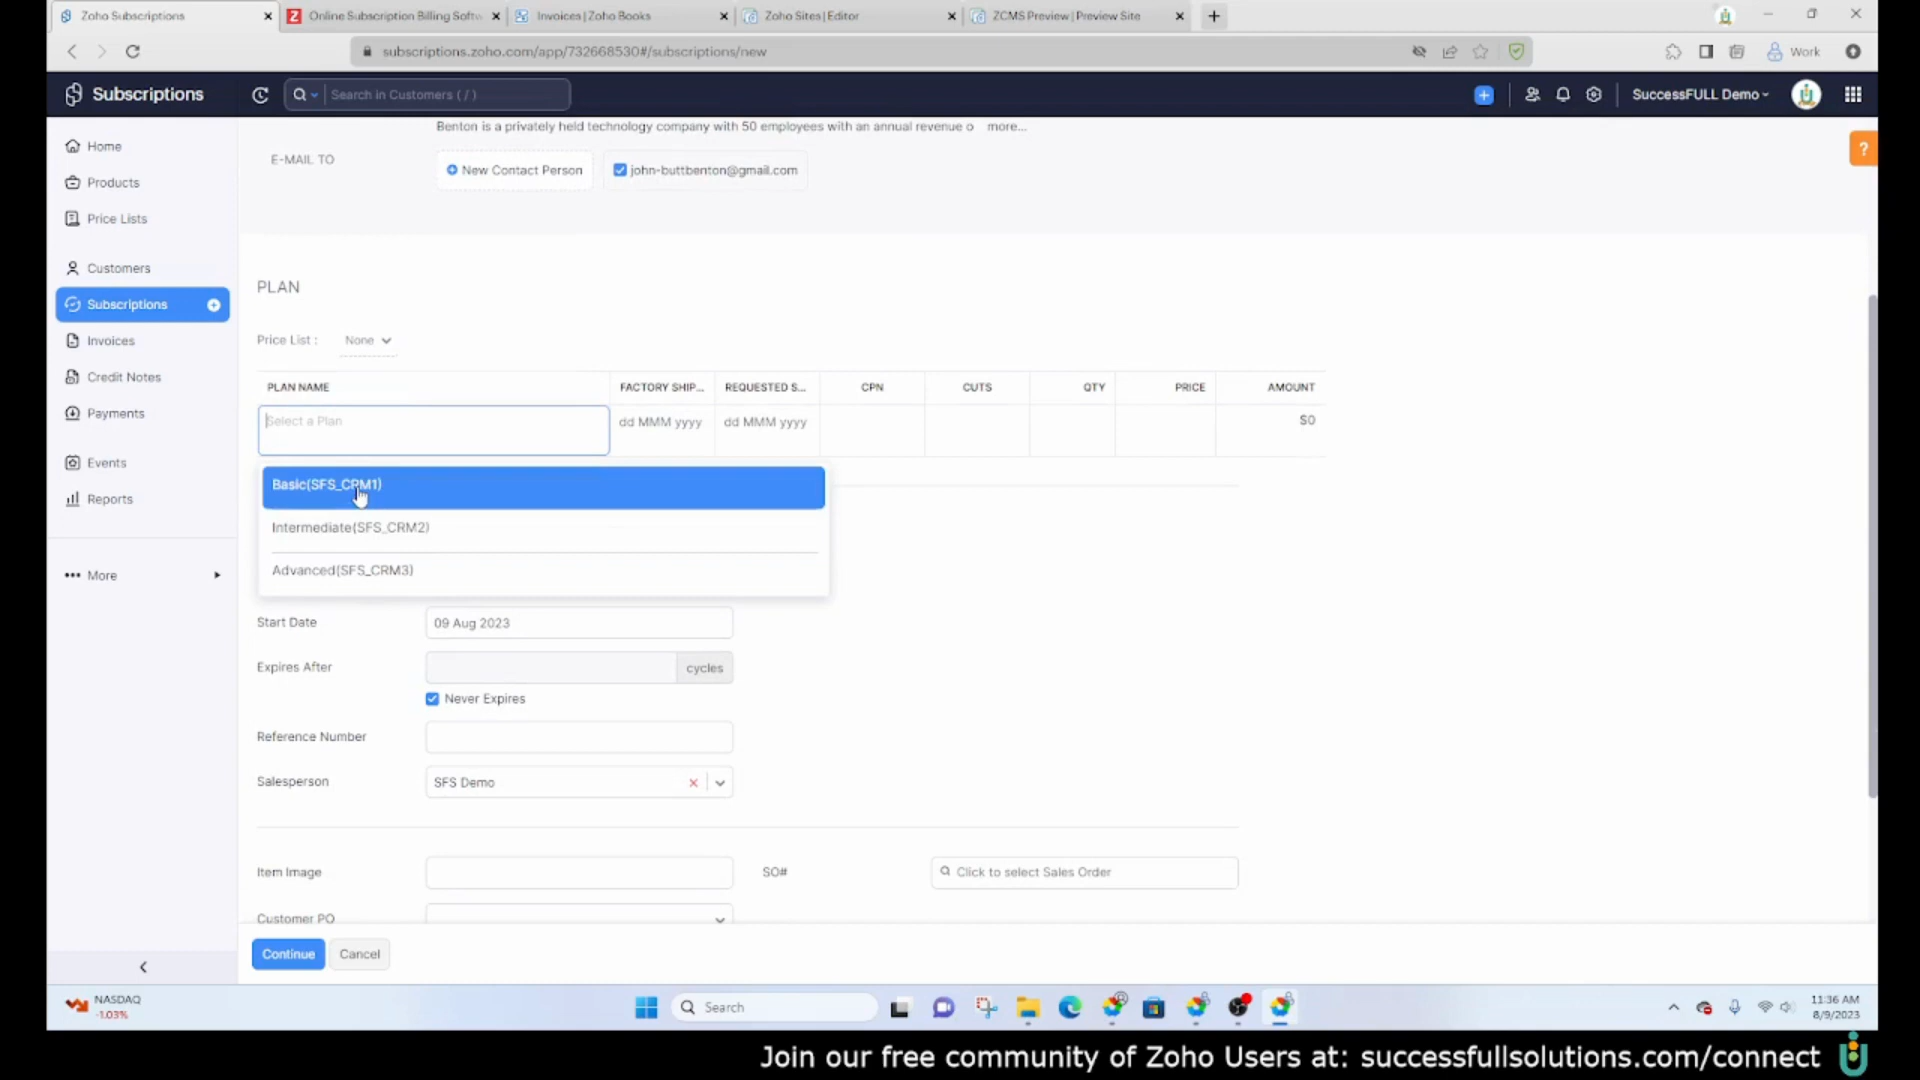 Zoho Subscriptions
Online Subscription Billing Softw
Invoices | Zoho Books
Zoho Sites | Editor
ZCMS Preview | Preview Site
subscriptions.zoho.com/app/732668530#/subscriptions/new
Work
Subscriptions
Search in Customers ( / )
SuccessFULL Demo
Home
Products
Price Lists
Customers
Subscriptions
Invoices
Credit Notes
Payments
Events
Reports
More
Benton is a privately held technology company with 50 employees with an annual revenue o more...
E-MAIL TO
New Contact Person
john-buttbenton@gmail.com
?
PLAN
Price List : None
PLAN NAME FACTORY SHIP... REQUESTED S... CPN CUTS QTY PRICE AMOUNT
Select a Plan dd MMM yyyy dd MMM yyyy $0
Basic(SFS_CRM1)
Intermediate(SFS_CRM2)
Advanced(SFS_CRM3)
Start Date 09 Aug 2023
Expires After cycles
Never Expires
Reference Number
Salesperson SFS Demo
Item Image SO# Click to select Sales Order
Customer PO
Continue Cancel
NASDAQ
-1.03%
Search
11:36 AM
8/9/2023
Join our free community of Zoho Users at: successfullsolutions.com/connect